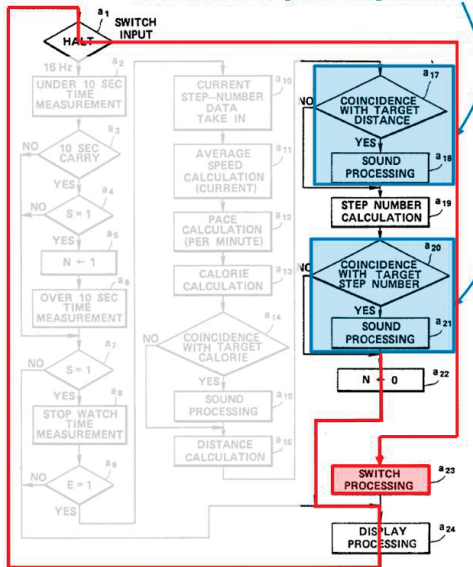 a1
SWITCH
INPUT
HALT
16 Hz
a2
UNDER 10 SEC
TIME
MEASUREMENT
a3
10 SEC
CARRY
NO
YES
a4
S = 1
YES
a5
N ← 1
a6
OVER 10 SEC
TIME
MEASUREMENT
a7
NO
S = 1
YES
a8
STOP WATCH
TIME
MEASUREMENT
a9
NO
E = 1
YES
a10
CURRENT
STEP-NUMBER
DATA
TAKE IN
a11
AVERAGE
SPEED
CALCULATION
(CURRENT)
a12
PACE
CALCULATION
(PER MINUTE)
a13
CALORIE
CALCULATION
a14
COINCIDENCE
WITH TARGET
CALORIE
NO
YES
a15
SOUND
PROCESSING
a16
DISTANCE
CALCULATION
a17
NO
COINCIDENCE
WITH TARGET
DISTANCE
YES
a18
SOUND
PROCESSING
a19
STEP NUMBER
CALCULATION
a20
NO
COINCIDENCE
WITH TARGET
STEP NUMBER
YES
a21
SOUND
PROCESSING
a22
N ← 0
a23
SWITCH
PROCESSING
a24
DISPLAY
PROCESSING